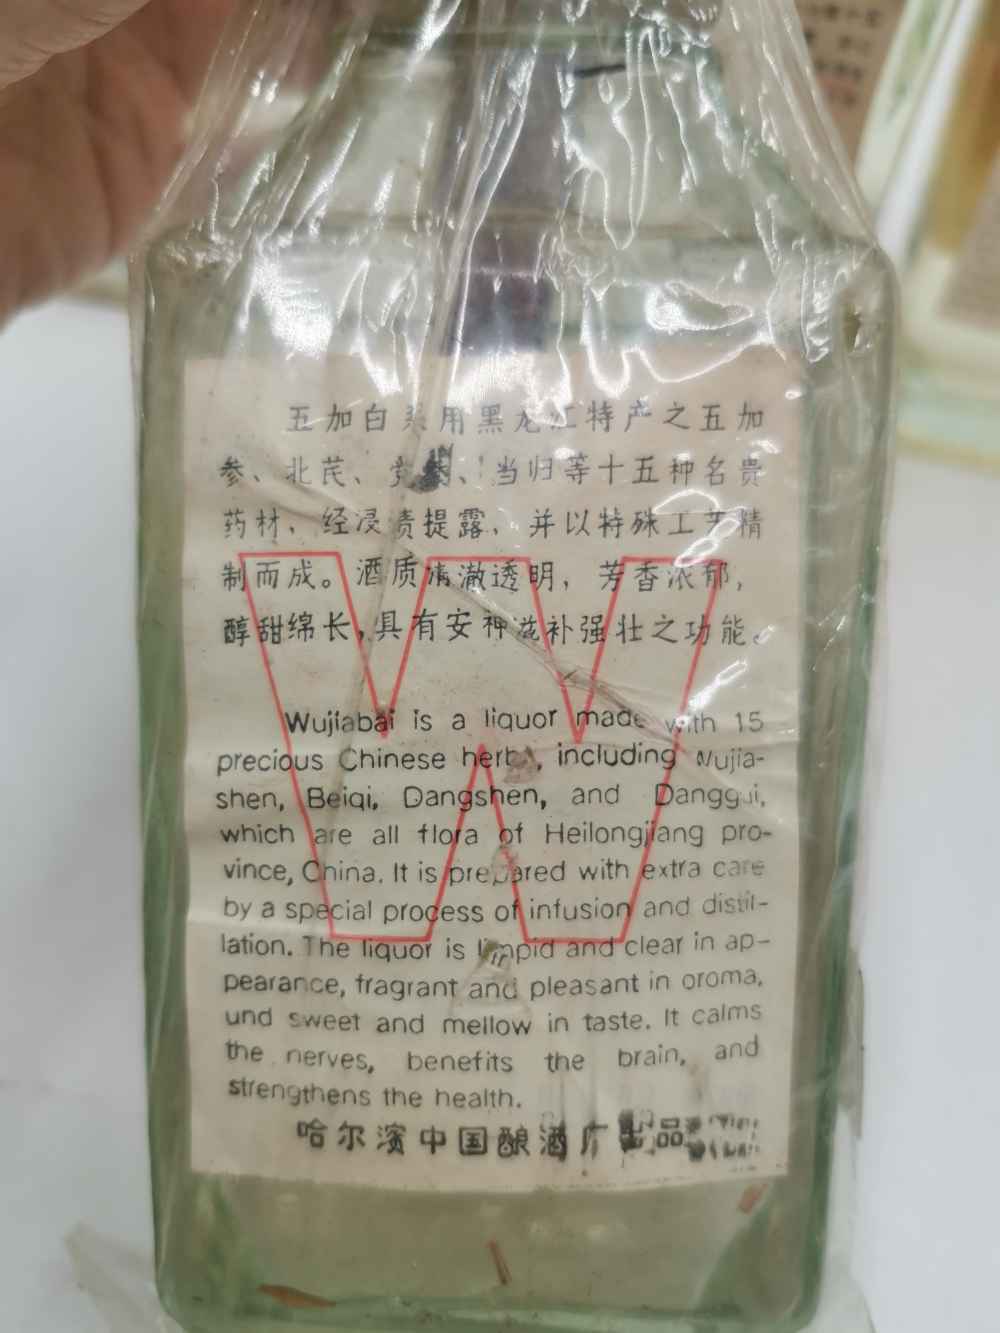 五加白采用黑龙江特产之五加
参、北芪、党参、当归等十五种名贵
药材、经浸渍提露、并以特殊工艺精
制而成。酒质清澈透明，芳香浓郁，
醇甜绵长，具有安神滋补强壮之功能。
Wujiabai is a liquor made with 15
precious Chinese herbs, including Wujia-
shen, Beiqi, Dangshen, and Danggui,
which are all flora of Heilongjiang pro-
vince, China. It is prepared with extra care
by a special process of infusion and distil-
lation. The liquor is limpid and clear in ap-
pearance, fragrant and pleasant in oroma,
und sweet and mellow in taste. It calms
the nerves, benefits the brain, and
strengthens the health.
哈尔滨中国酿酒厂出品
W